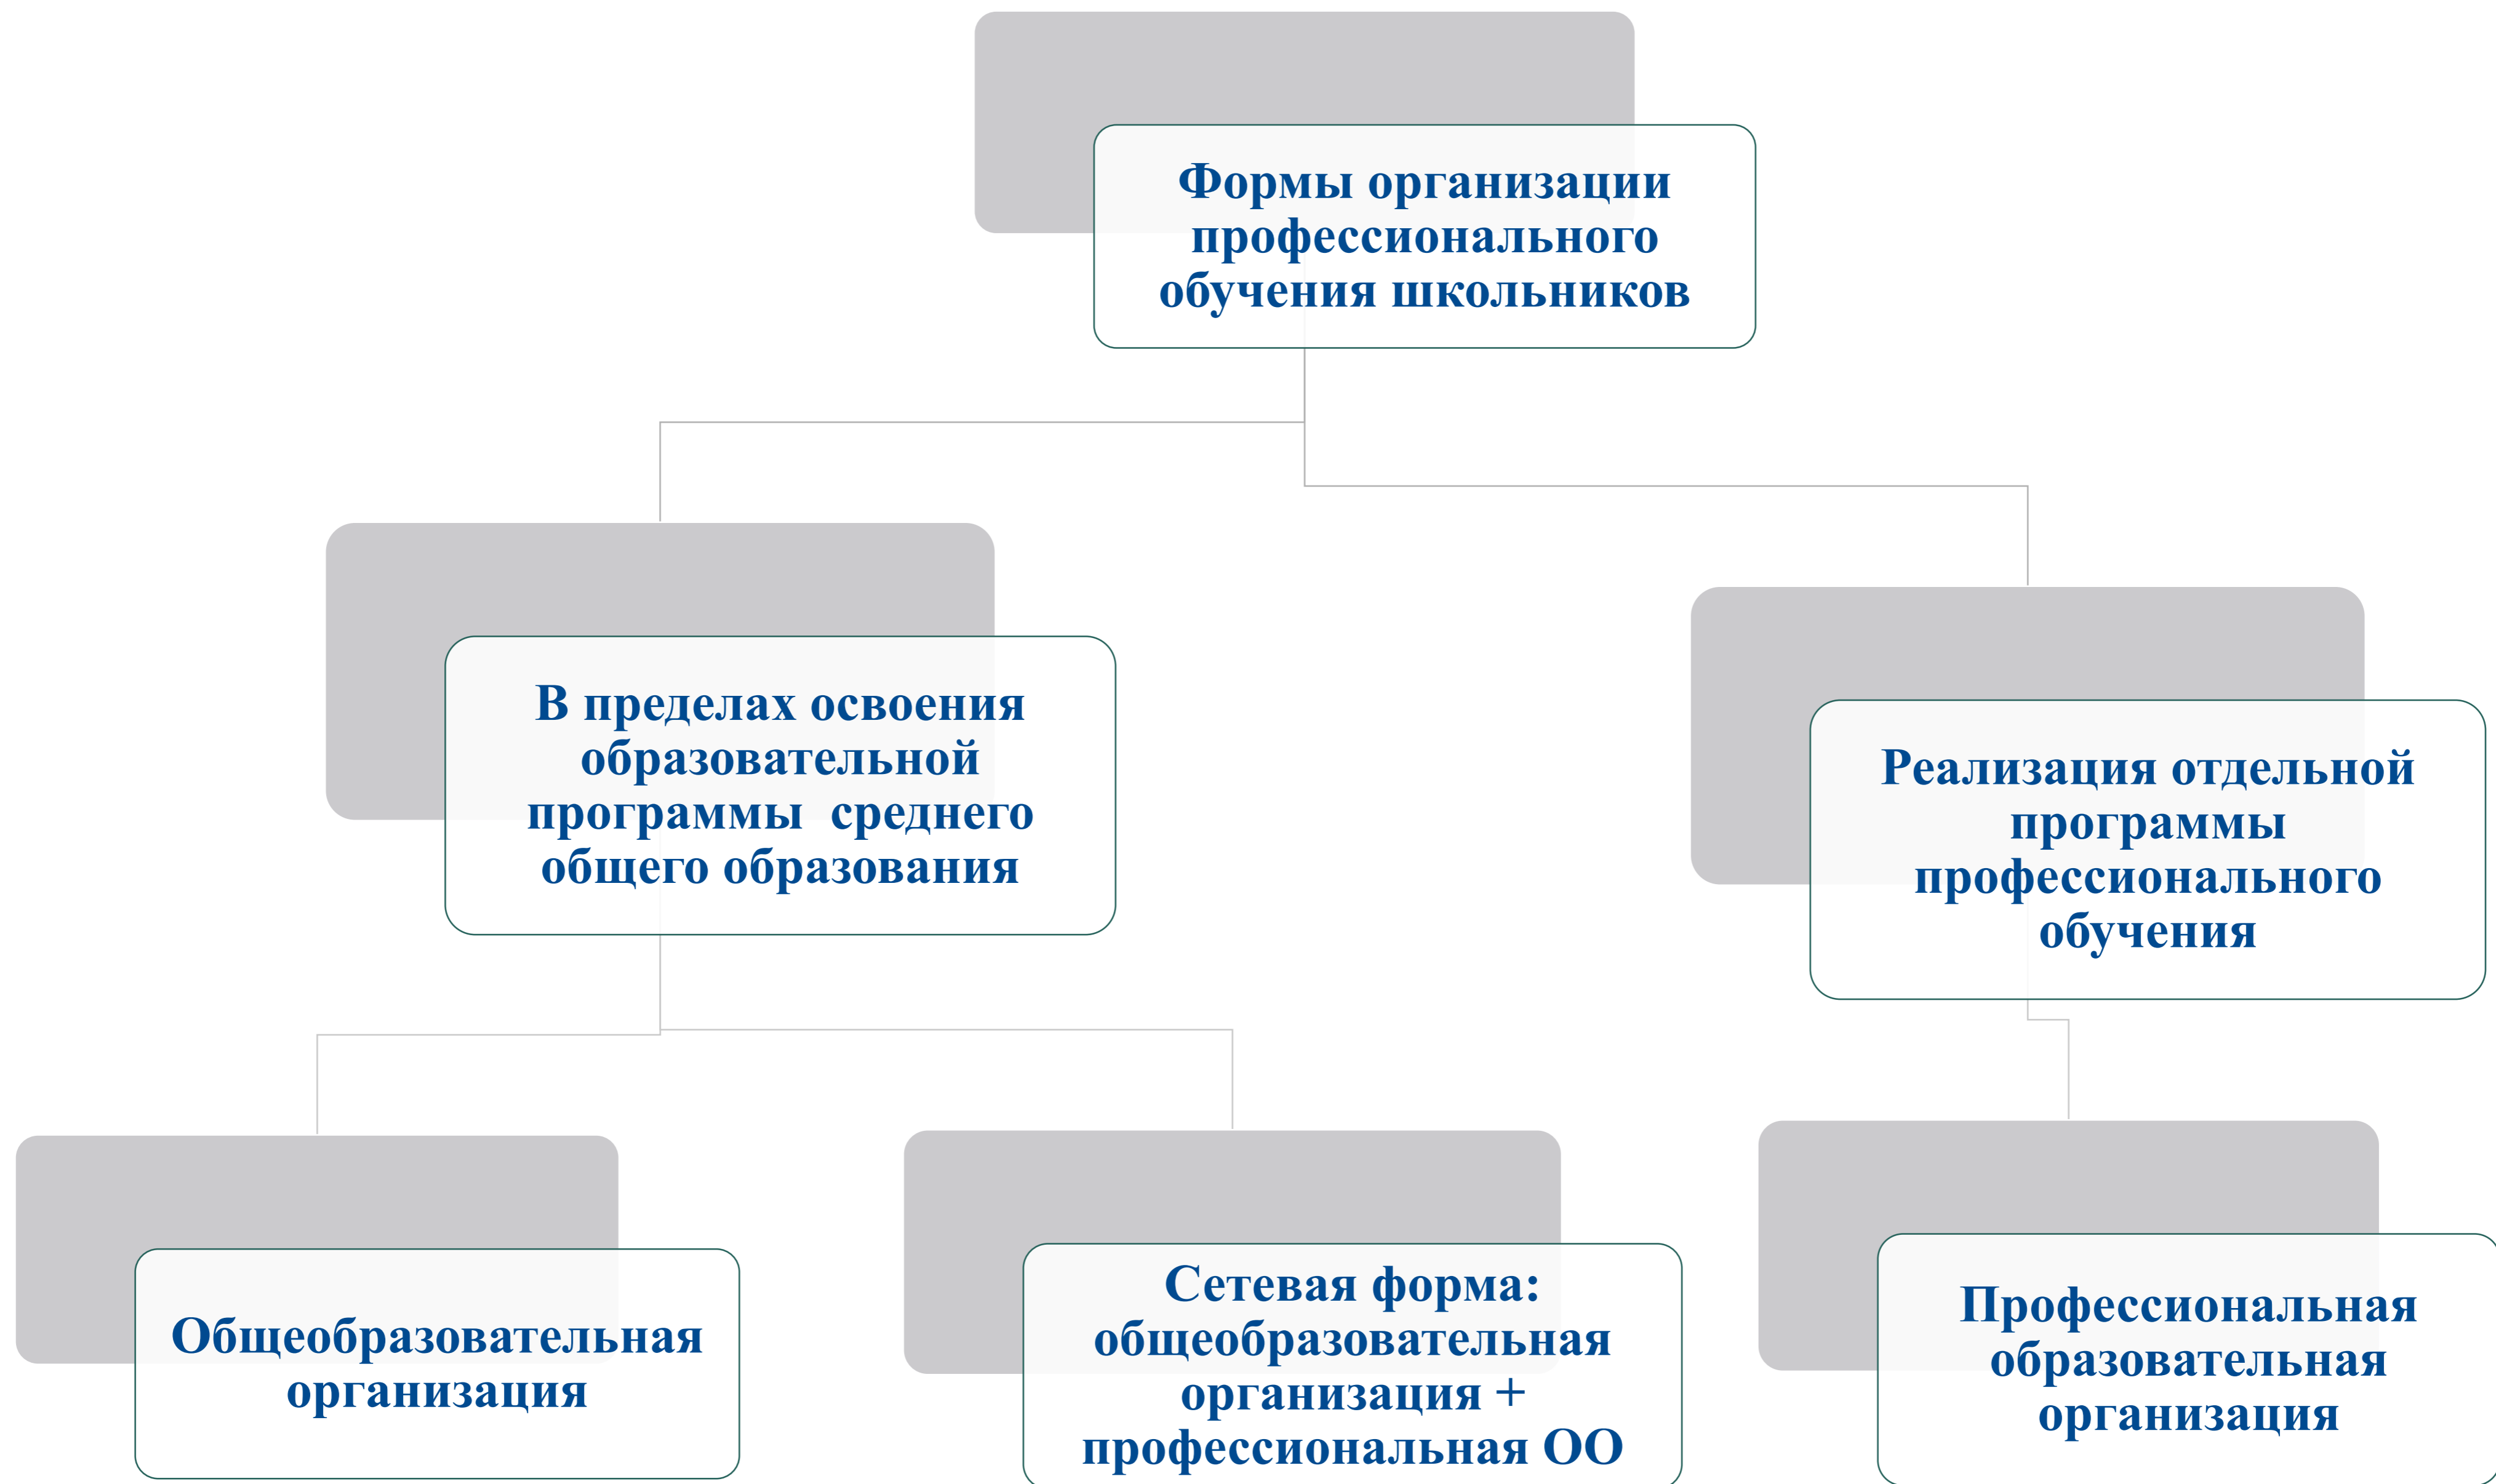 Формы организации
профессионального
обучения школьников
В пределах освоения
образовательной
программы  среднего
общего образования
Реализация отдельной
программы
профессионального
обучения
Общеобразовательная
организация
Сетевая форма:
общеобразовательная
организация +
профессиональная ОО
Профессиональная
образовательная
организация